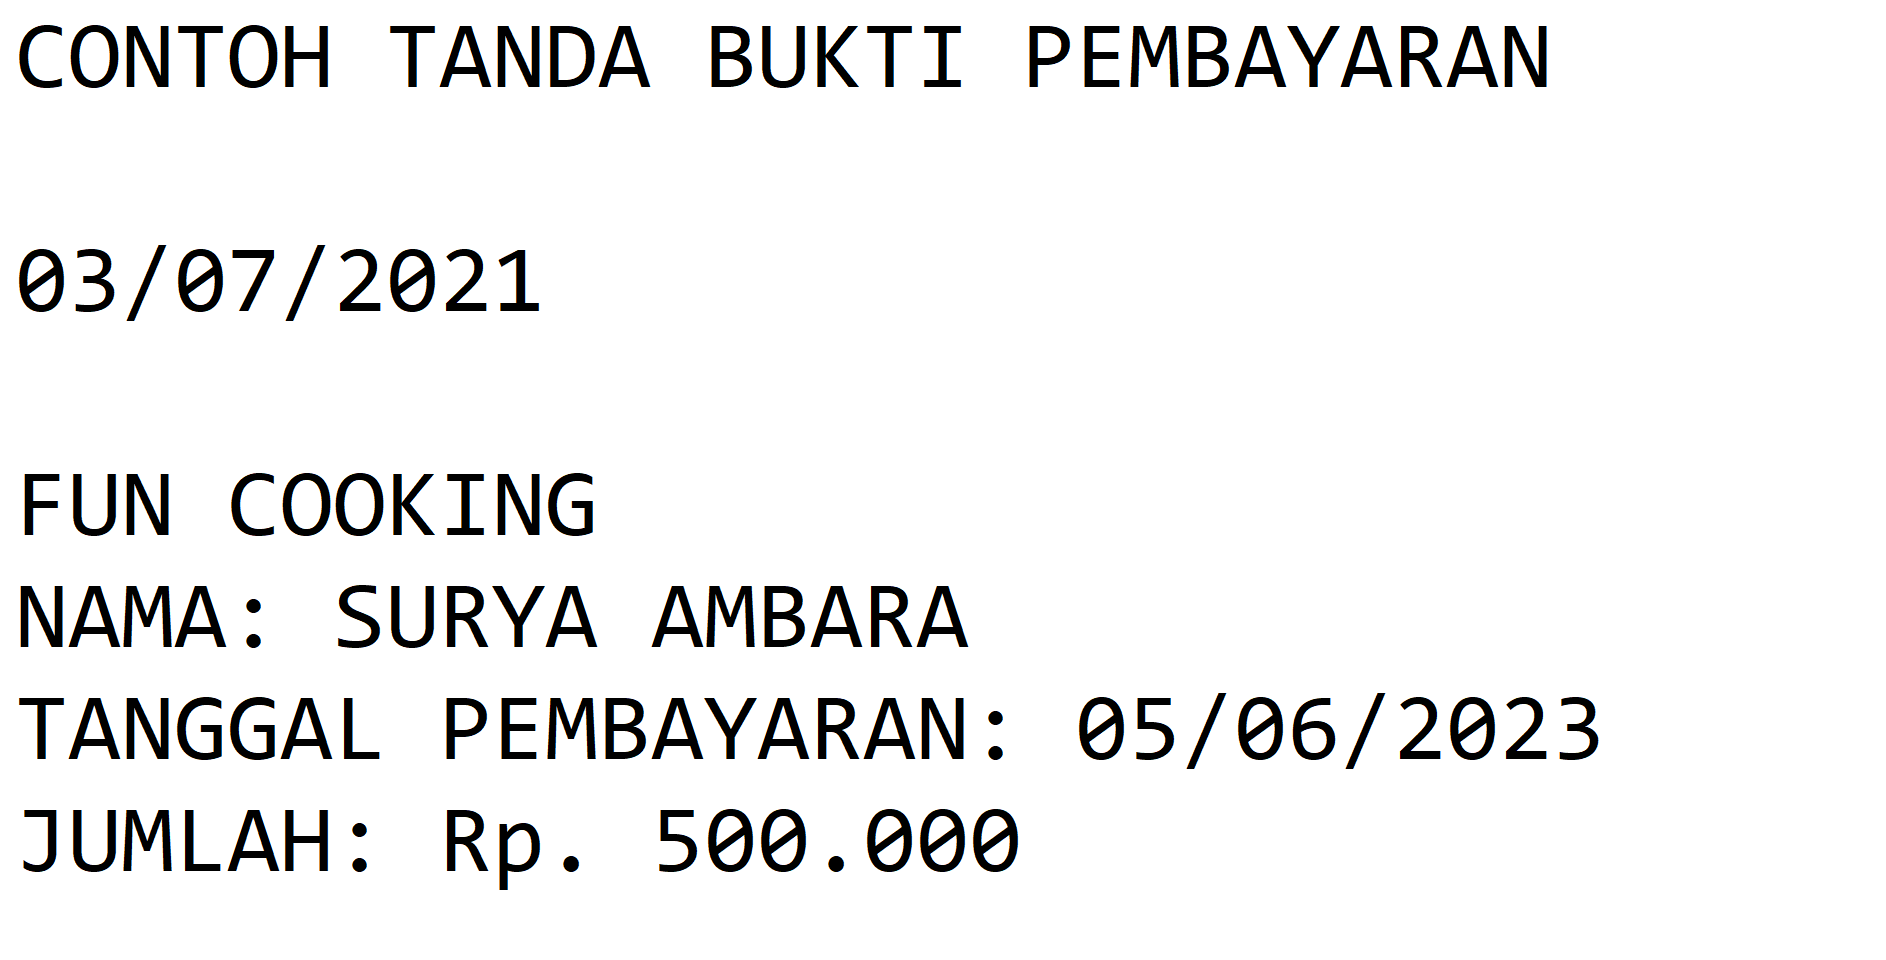 CONTOH TANDA BUKTI PEMBAYARAN
03/07/2021
FUN COOKING
NAMA: SURYA AMBARA
TANGGAL PEMBAYARAN: 05/06/2023
JUMLAH: Rp. 500.000